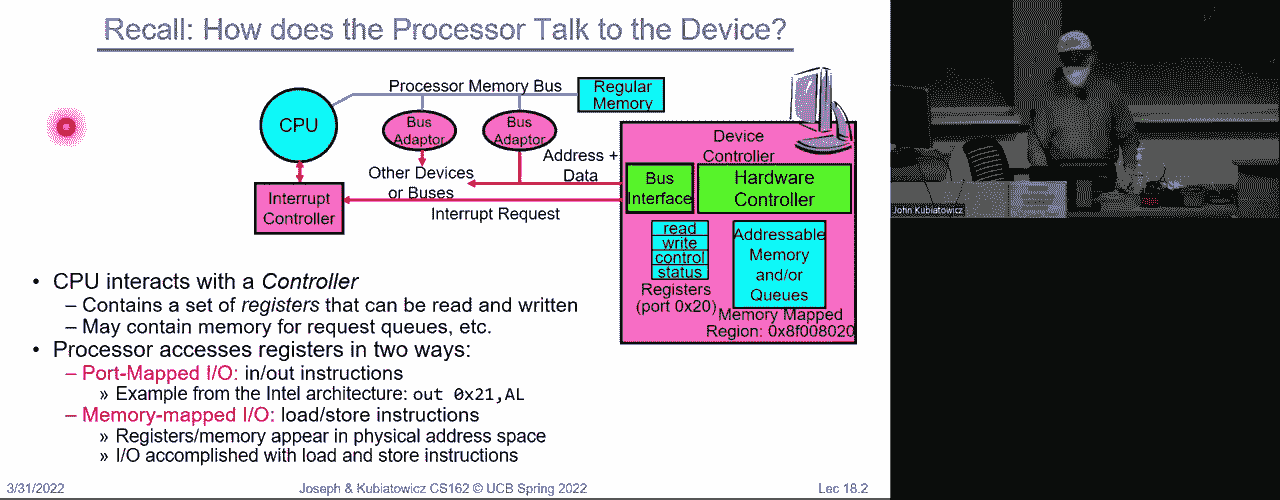 Recall: How does the Processor Talk to the Device?
Processor Memory Bus
Regular
Memory
CPU
Bus
Adaptor
Bus
Adaptor
Address +
Data
Other Devices
or Buses
Interrupt
Controller
Interrupt Request
Device
Controller
Bus
Interface
Hardware
Controller
read
write
control
status
Registers
(port 0x20)
Addressable
Memory
and/or
Queues
Memory Mapped
Region: 0x8f008020
• CPU interacts with a Controller
– Contains a set of registers that can be read and written
– May contain memory for request queues, etc.
• Processor accesses registers in two ways:
– Port-Mapped I/O: in/out instructions
» Example from the Intel architecture: out 0x21,AL
– Memory-mapped I/O: load/store instructions
» Registers/memory appear in physical address space
» I/O accomplished with load and store instructions
3/31/2022
Joseph & Kubiatowicz CS162 © UCB Spring 2022
Lec 18.2
John Kubiatowicz